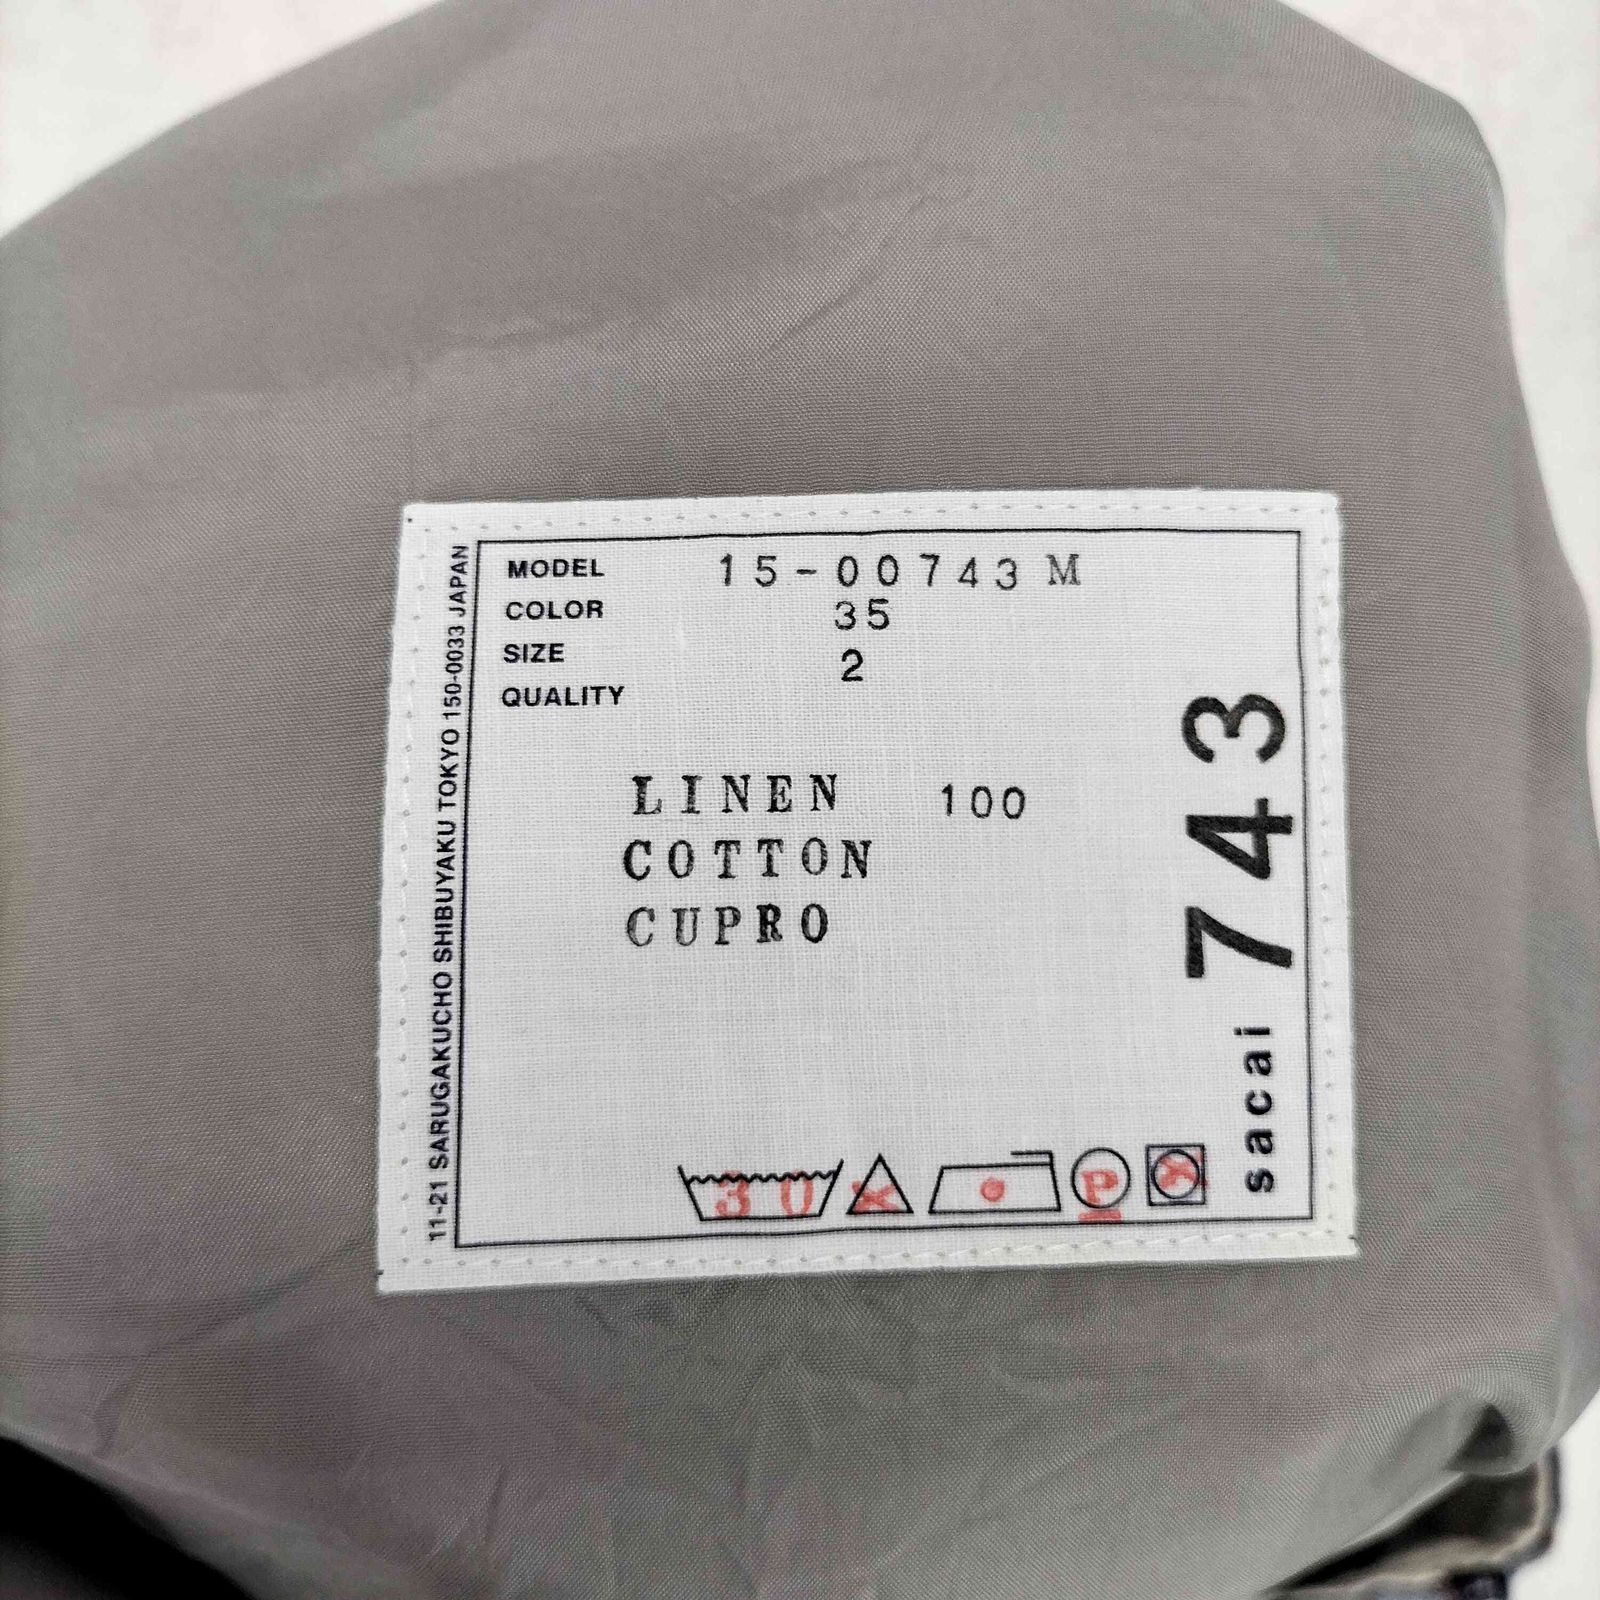 MODEL 15-00743 M
COLOR 35
SIZE 2
QUALITY
LINEN 100
COTTON
CUPRO
30 P
11-21 SARUGAKUCHO SHIBUYAKU TOKYO 150-0033 JAPAN
sacai 743